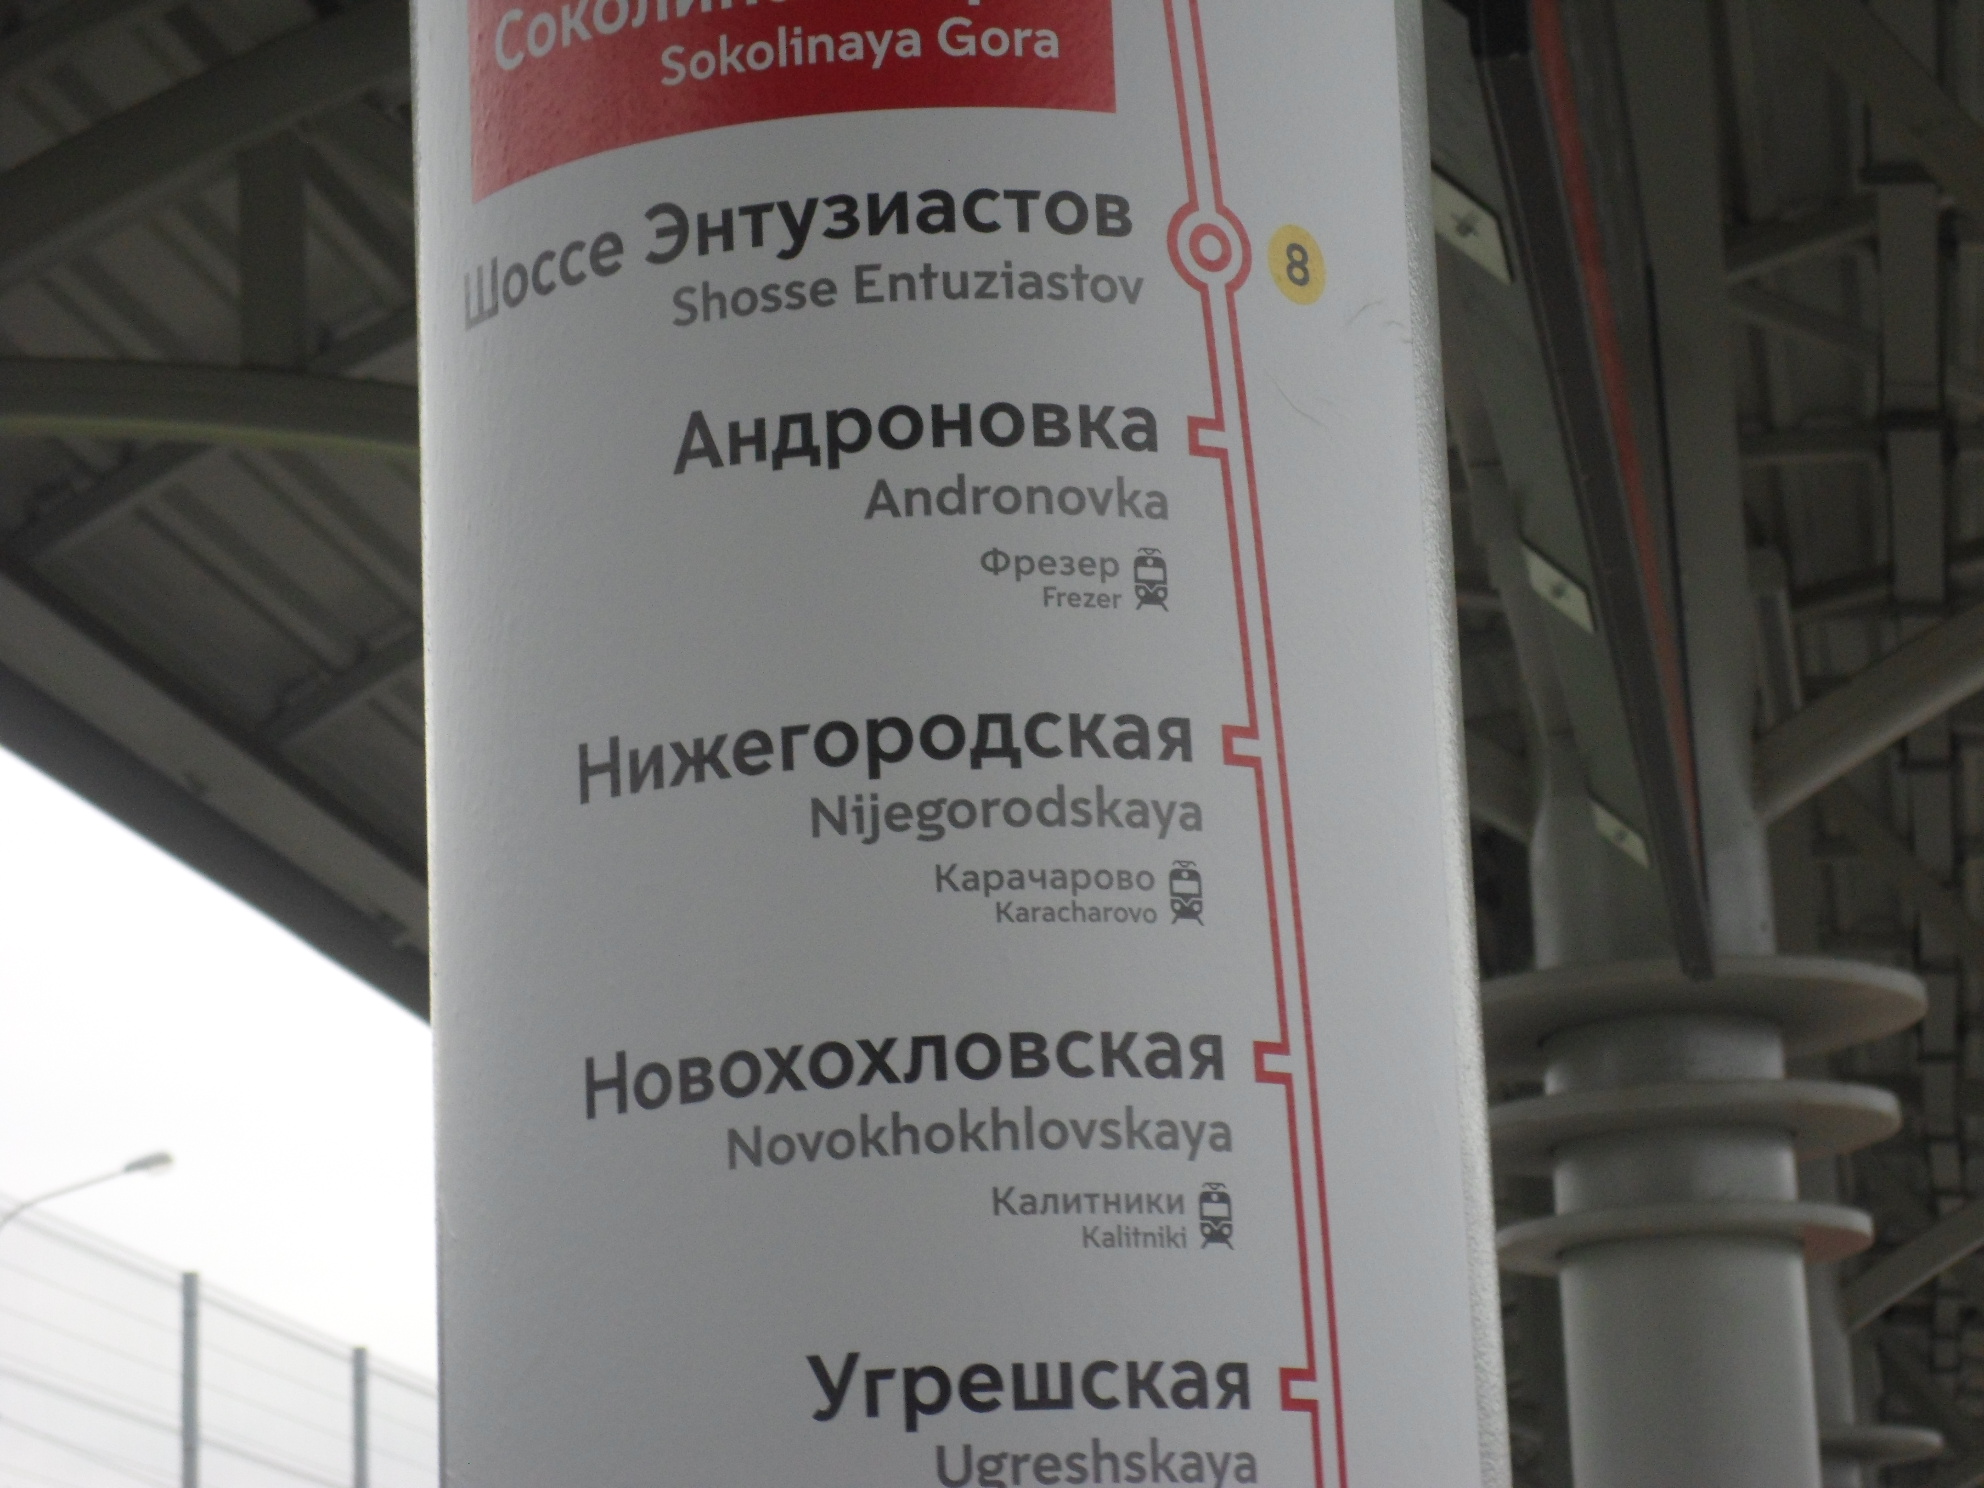 Sokolinaya Gora
Шоссе Энтузиастов
Shosse Entuziastov
8
Андроновка
Andronovka
Фрезер
Frezer
Нижегородская
Nijegorodskaya
Карачарово
Karacharovo
Новохохловская
Novokhokhlovskaya
Калитники
Kalitniki
Угрешская
Ugreshskaya